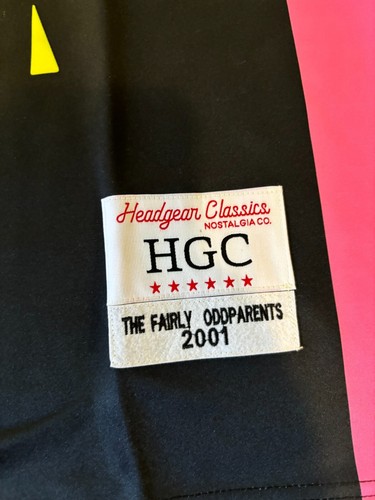 Headgear Classics
NOSTALGIA CO.
HGC
THE FAIRLY ODDPARENTS
2001